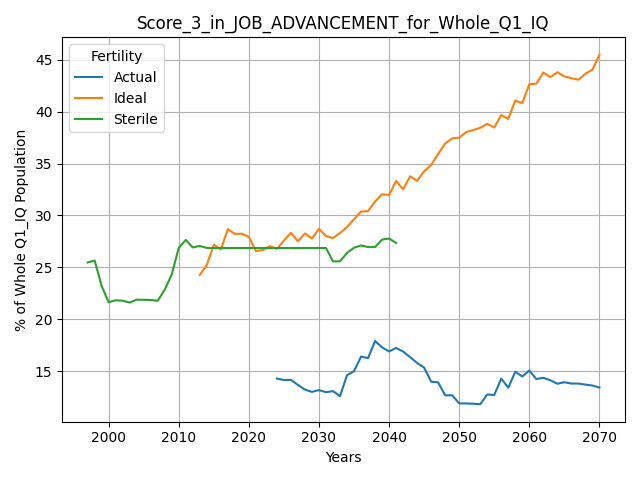 Score_3_in_JOB_ADVANCEMENT_for_Whole_Q1_IQ
Fertility
Actual
Ideal
Sterile
% of Whole Q1_IQ Population
45
40
35
30
25
20
15
2000 2010 2020 2030 2040 2050 2060 2070
Years